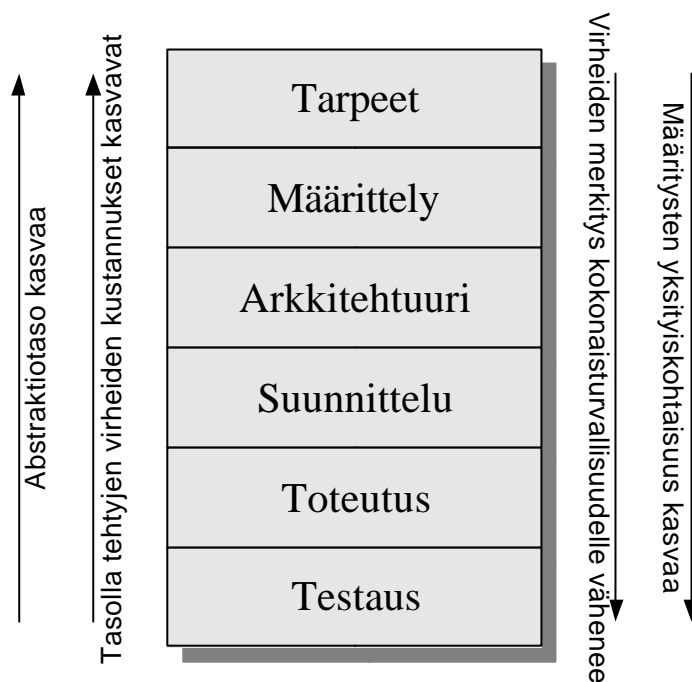 Abstraktiotaso kasvaa
Tasolla tehtyjen virheiden kustannukset kasvavat
Tarpeet
Määrittely
Arkkitehtuuri
Suunnittelu
Toteutus
Testaus
Virheiden merkitys kokonaisturvallisuudelle vähenee
Määritysten yksityiskohtaisuus kasvaa